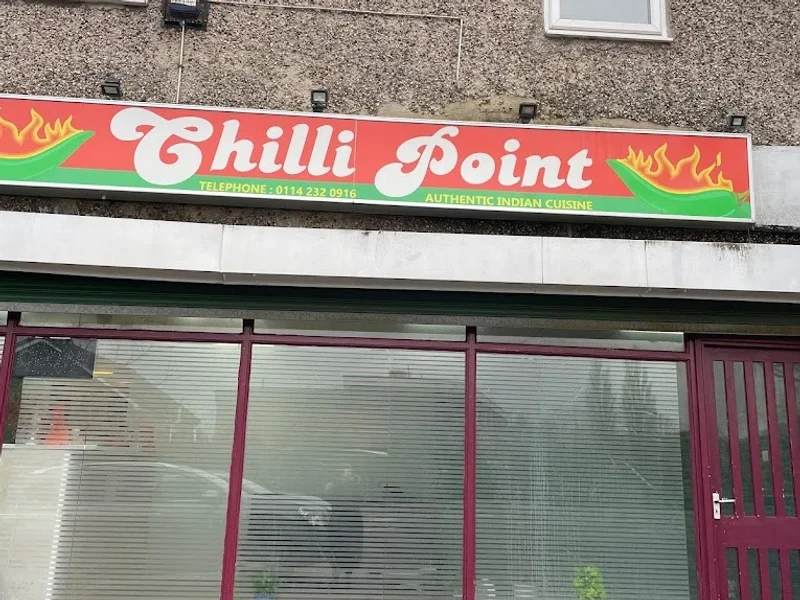 Chilli Point
TELEPHONE : 0114 232 0916
AUTHENTIC INDIAN CUISINE